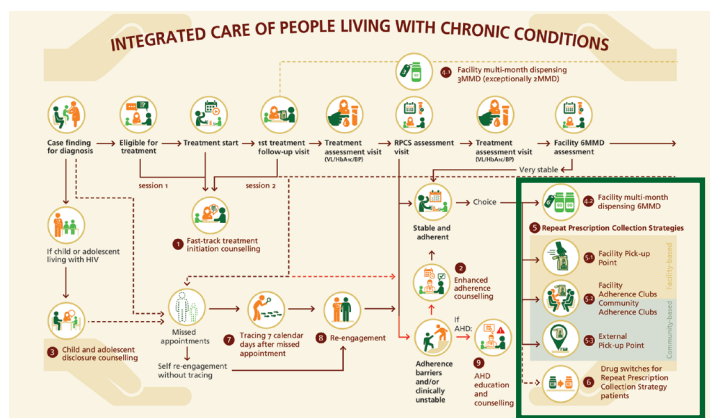 INTEGRATED CARE OF PEOPLE LIVING WITH CHRONIC CONDITIONS
4.1 Facility multi-month dispensing
3MMD (exceptionally 2MMD)
Case finding
for diagnosis
Eligible for
treatment
Treatment start
1st treatment
follow-up visit
Treatment
assessment visit
(VL/HbA1c/BP)
RPCS assessment
visit
Treatment
assessment visit
(VL/HbA1c/BP)
Facility 6MMD
assessment
session 1
session 2
Very stable
1 Fast-track treatment
initiation counselling
If child or adolescent
living with HIV
3 Child and adolescent
disclosure counselling
Missed
appointments
Self re-engagement
without tracing
7 Tracing 7 calendar
days after missed
appointment
8 Re-engagement
Stable and
adherent
Choice
2 Enhanced
adherence
counselling
Adherence
barriers
and/or
clinically
unstable
If
AHD:
9
AHD
education
and
counselling
4.2 Facility multi-month
dispensing 6MMD
5 Repeat Prescription Collection Strategies
5.1 Facility Pick-up
Point
5.2 Facility
Adherence Clubs
Community
Adherence Clubs
5.3 External
Pick-up Point
Facility-based
Community-based
6 Drug switches for
Repeat Prescription
Collection Strategy
patients